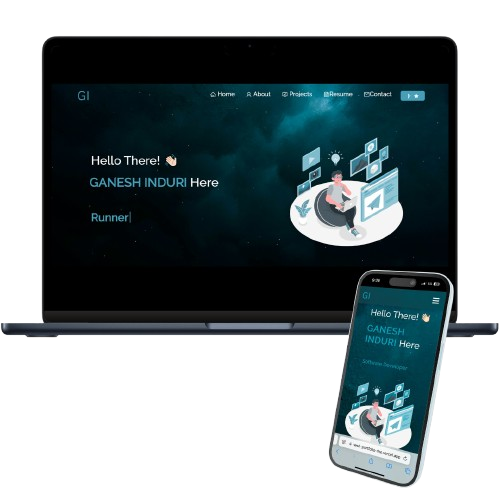 GI
Home About Projects Resume Contact
Hello There! 👋🏻
GANESH INDURI Here
Runner|
GI
Hello There! 👋🏻
GANESH
INDURI Here
Software Developer